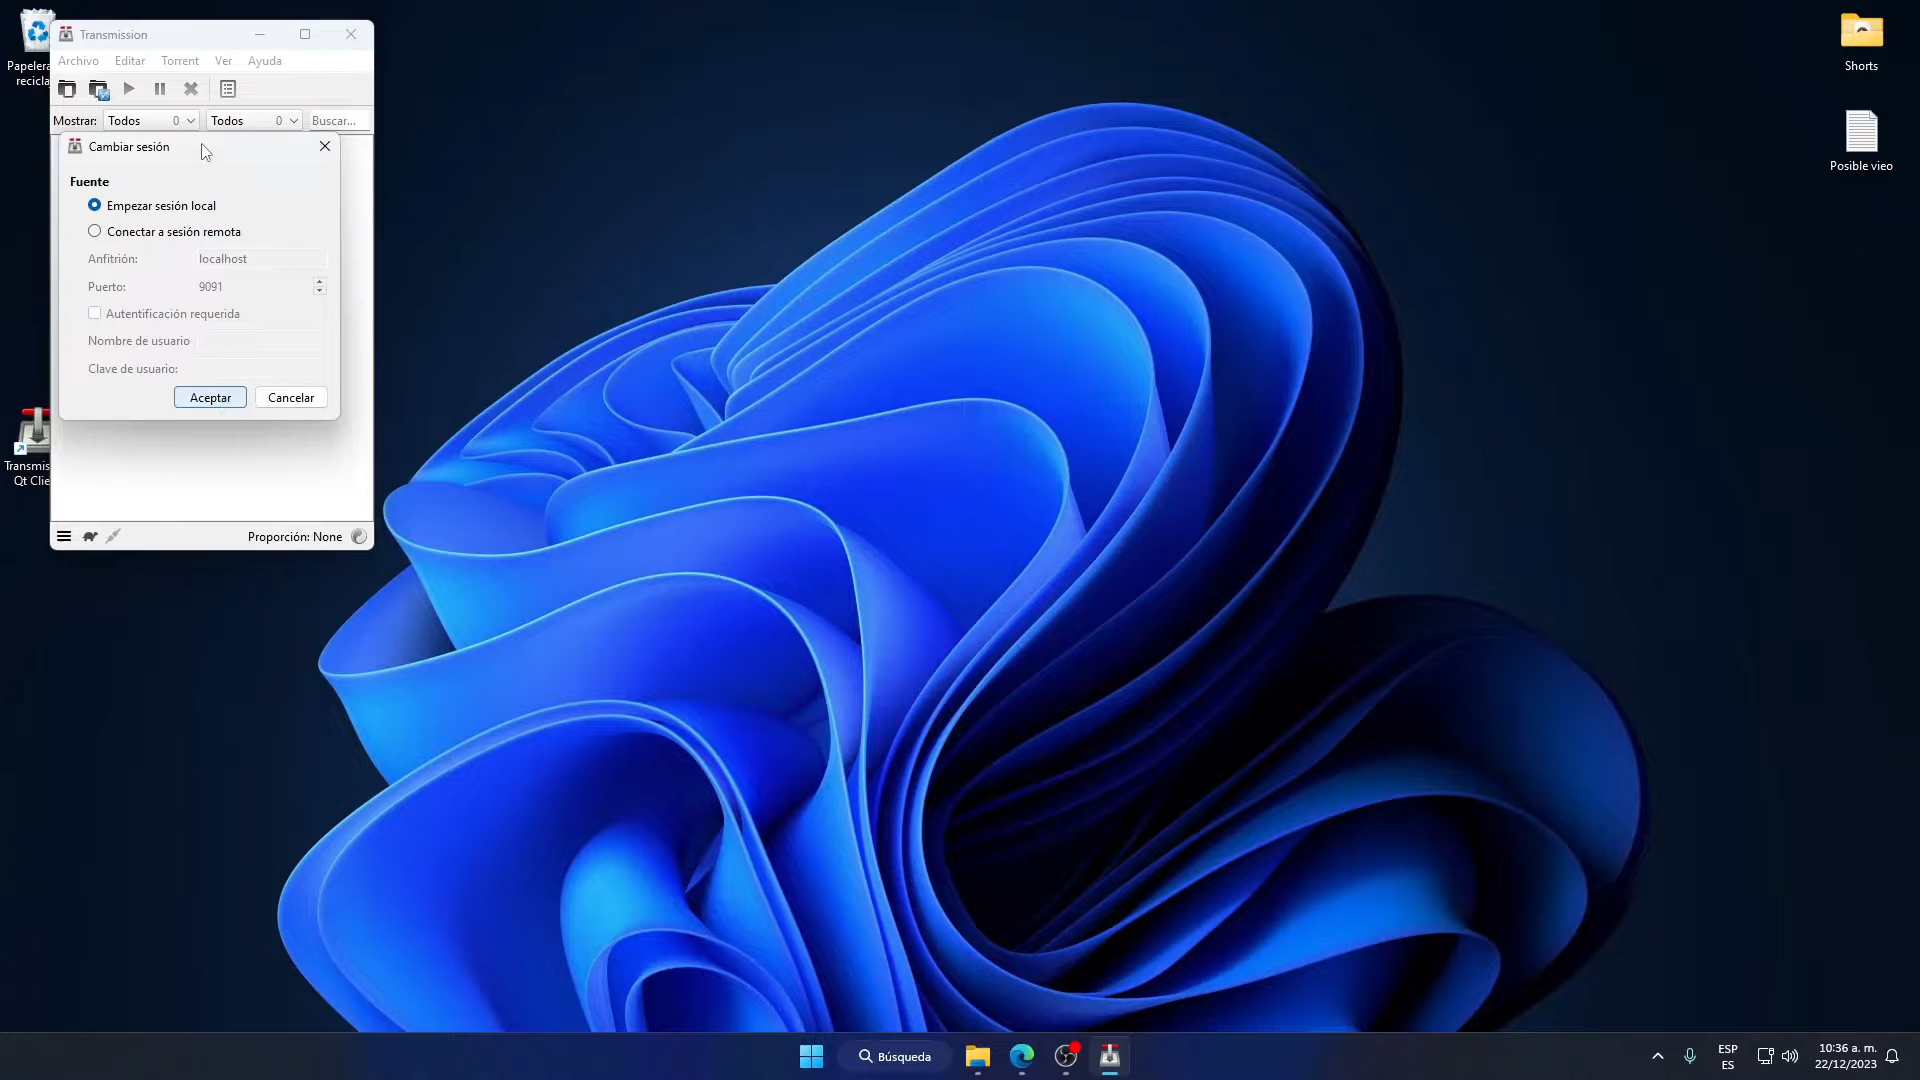 Papelera
recicla
Transmission
Archivo Editar Torrent Ver Ayuda
Mostrar: Todos 0 Todos 0 Buscar...
Cambiar sesión
Fuente
Empezar sesión local
Conectar a sesión remota
Anfitrión: localhost
Puerto: 9091
Autentificación requerida
Nombre de usuario
Clave de usuario:
Aceptar Cancelar
Transmis
Qt Clie
Proporción: None
Shorts
Posible vieo
Búsqueda
ESP
ES
10:36 a. m.
22/12/2023